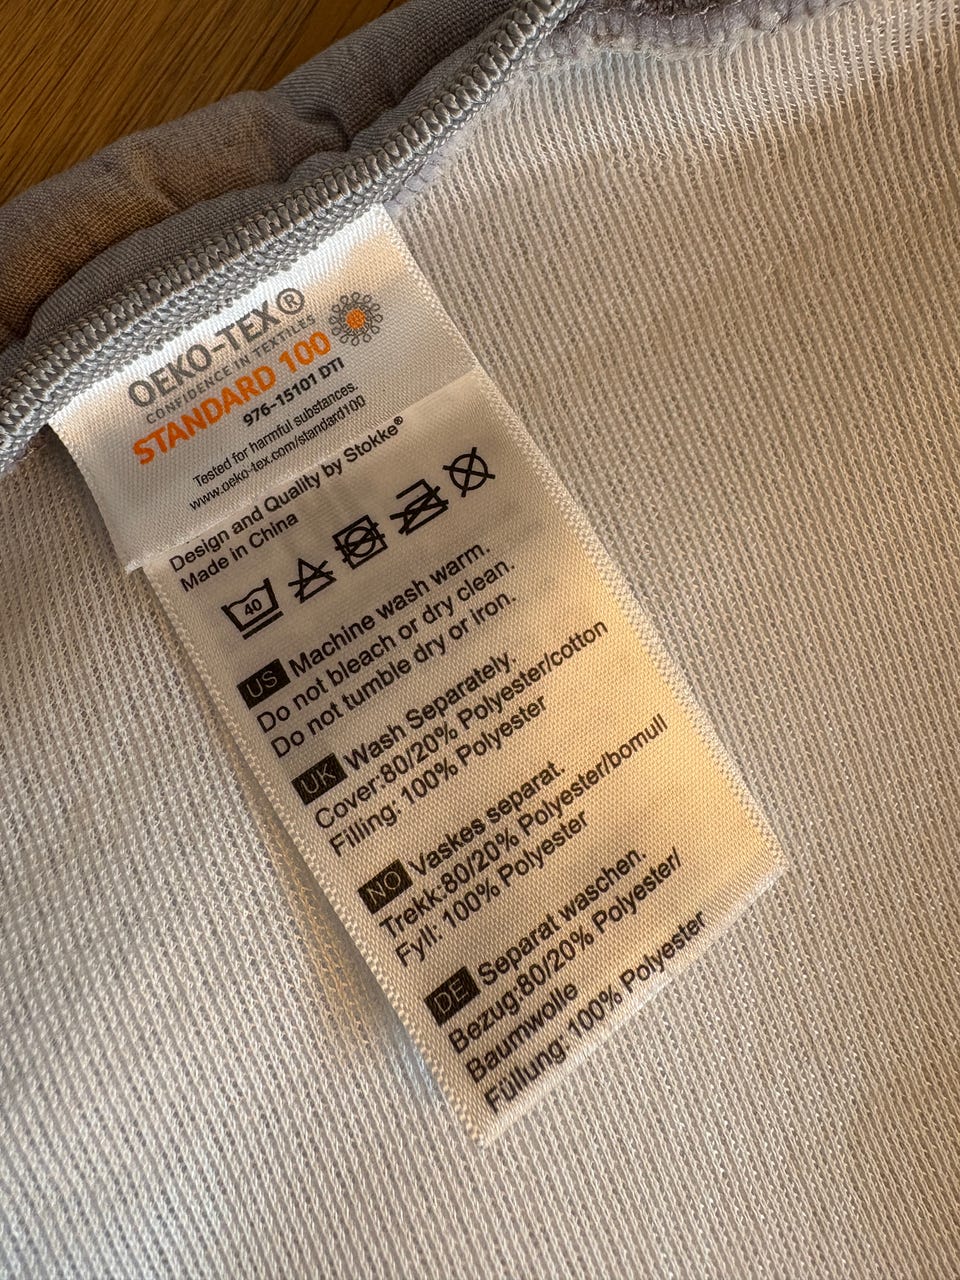 OEKO-TEX®
CONFIDENCE IN TEXTILES
STANDARD 100
976-15101 DTI
Tested for harmful substances.
www.oeko-tex.com/standard100
Design and Quality by Stokke®
Made in China
40
US Machine wash warm.
Do not bleach or dry clean.
Do not tumble dry or iron.
UK Wash Separately.
Cover:80/20% Polyester/cotton
Filling: 100% Polyester
NO Vaskes separat.
Trekk:80/20% Polyester/bomull
Fyll: 100% Polyester
DE Separat waschen.
Bezug:80/20% Polyester/
Baumwolle
Füllung: 100% Polyester